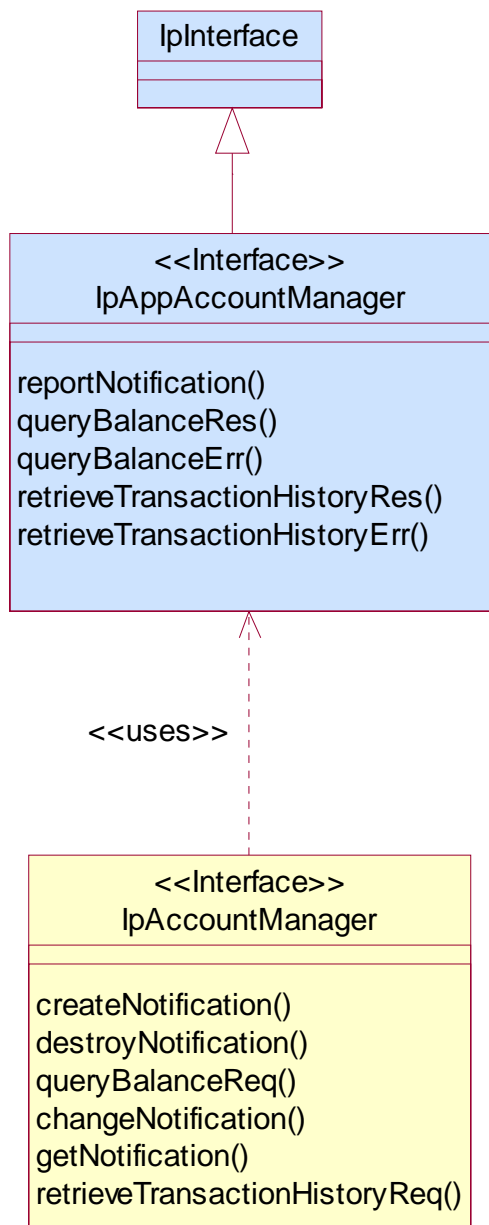 IpInterface
<<Interface>>
IpAppAccountManager
reportNotification()
queryBalanceRes()
queryBalanceErr()
retrieveTransactionHistoryRes()
retrieveTransactionHistoryErr()
<<uses>>
<<Interface>>
IpAccountManager
createNotification()
destroyNotification()
queryBalanceReq()
changeNotification()
getNotification()
retrieveTransactionHistoryReq()